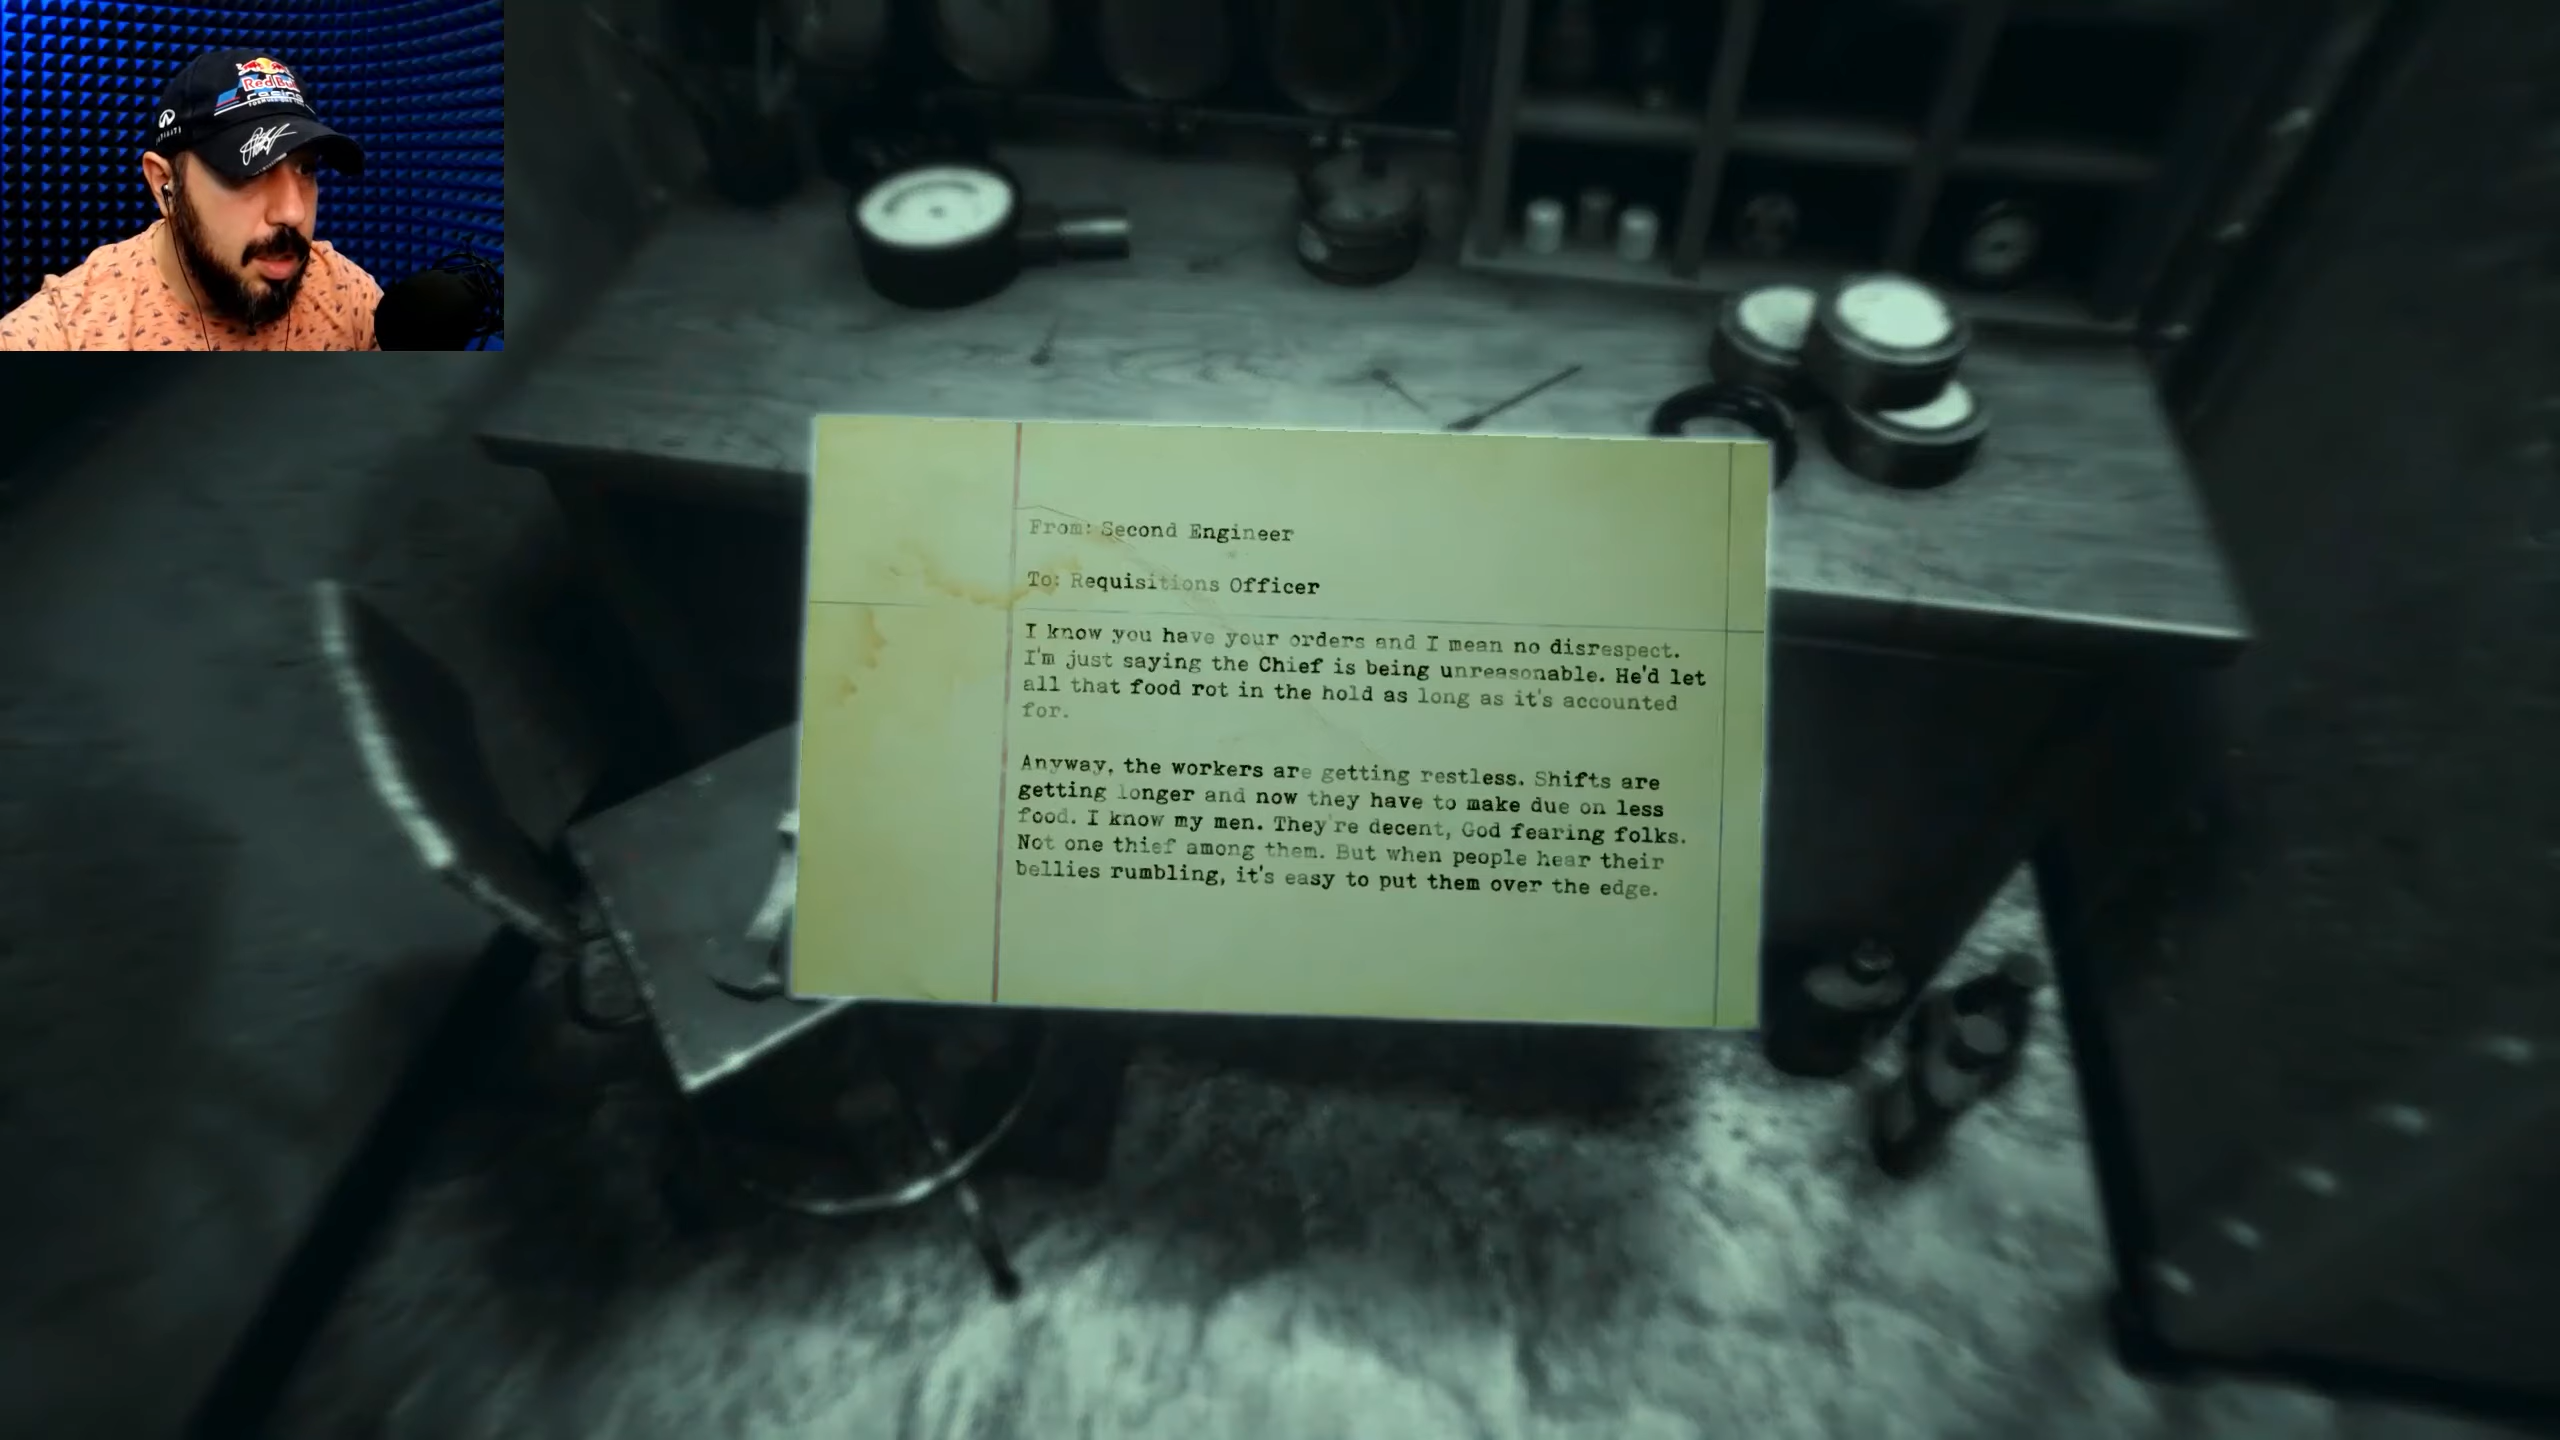 Red Bull
racing
From: Second Engineer
To: Requisitions Officer
I know you have your orders and I mean no disrespect.
I'm just saying the Chief is being unreasonable. He'd let
all that food rot in the hold as long as it's accounted
for.
Anyway, the workers are getting restless. Shifts are
getting longer and now they have to make due on less
food. I know my men. They're decent, God fearing folks.
Not one thief among them. But when people hear their
bellies rumbling, it's easy to put them over the edge.